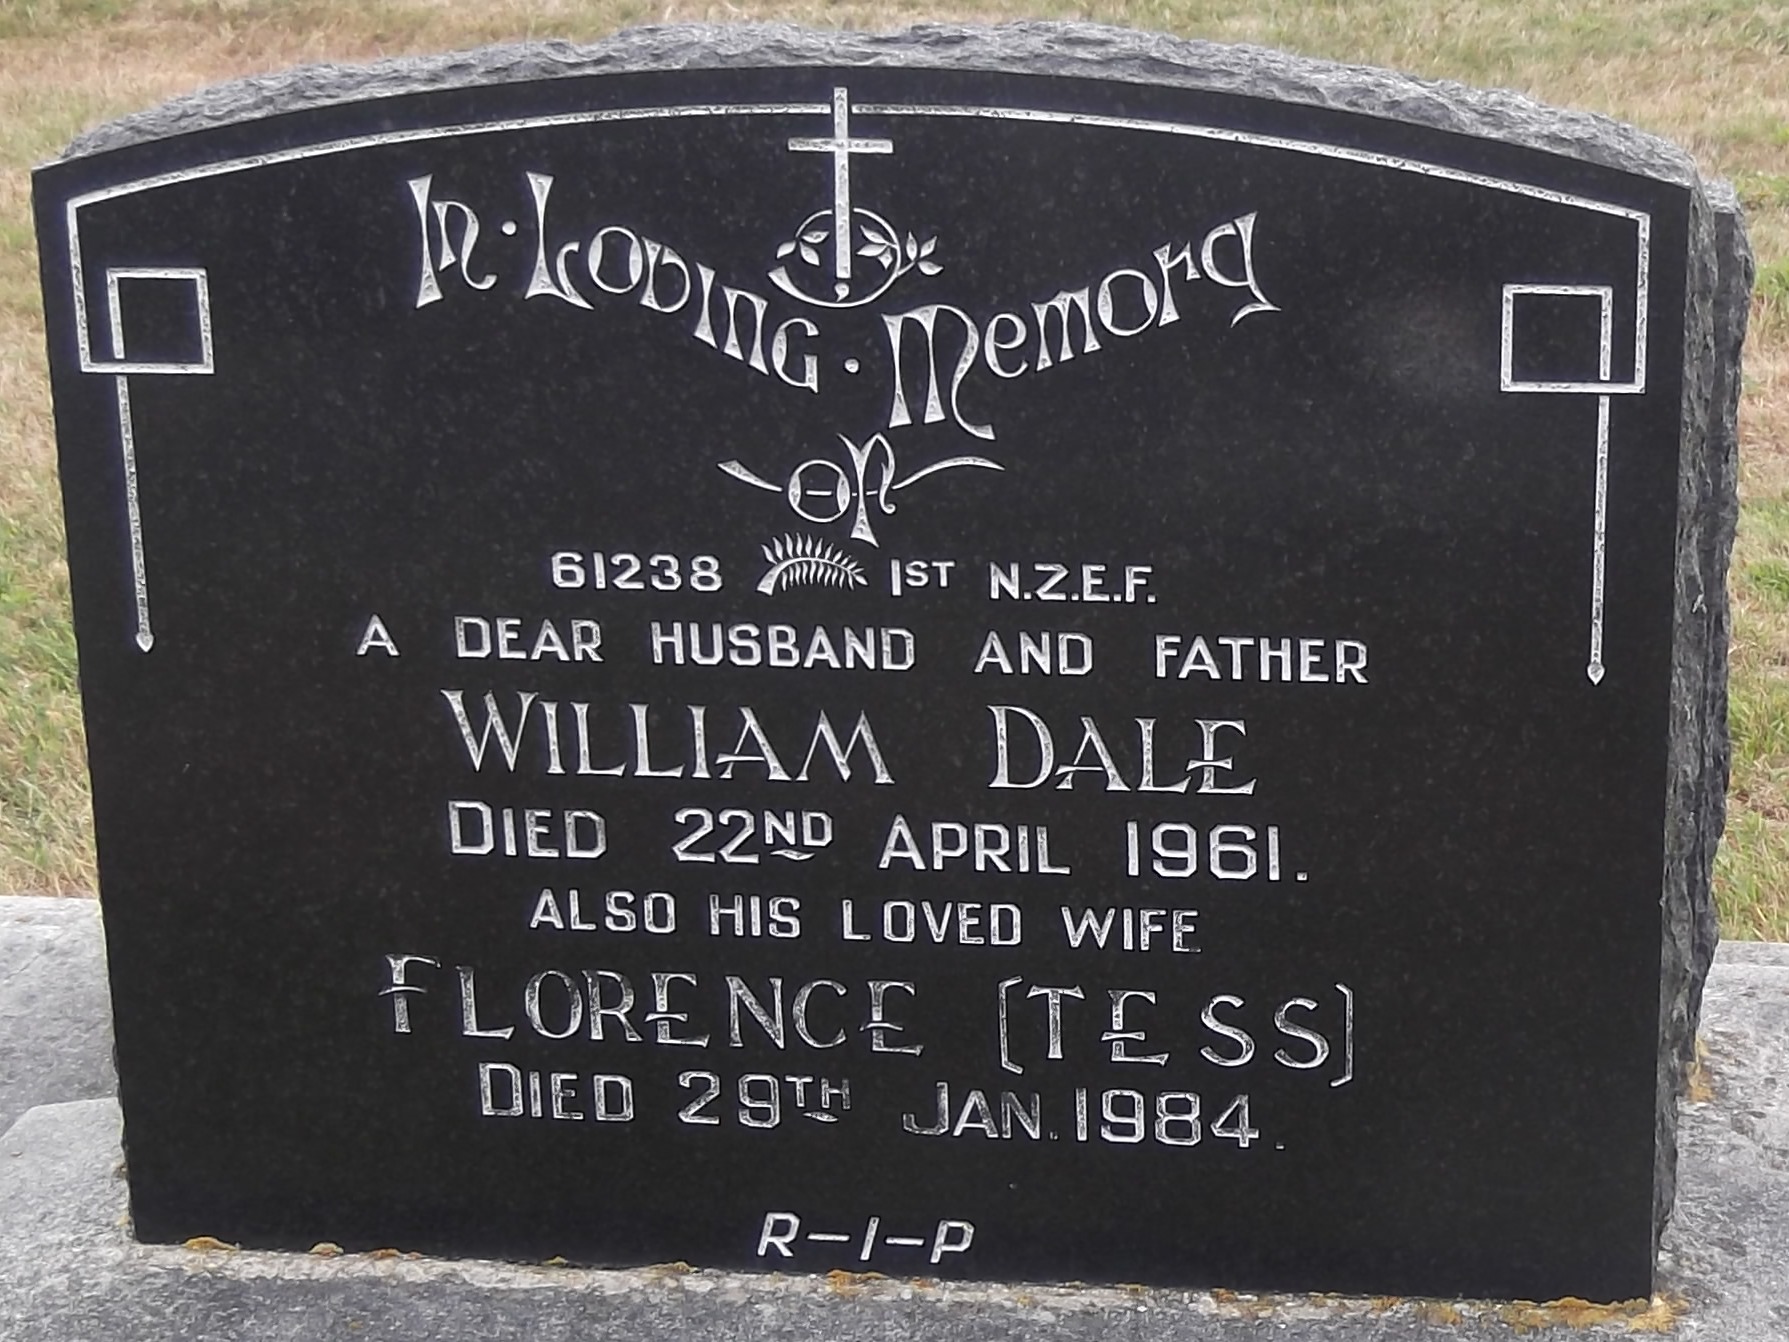 In · Loving · Memory
OF
61238 1ST N.Z.E.F.
A DEAR HUSBAND AND FATHER
WILLIAM DALE
DIED 22ND APRIL 1961.
ALSO HIS LOVED WIFE
FLORENCE (TESS)
DIED 29TH JAN. 1984.
R–I–P